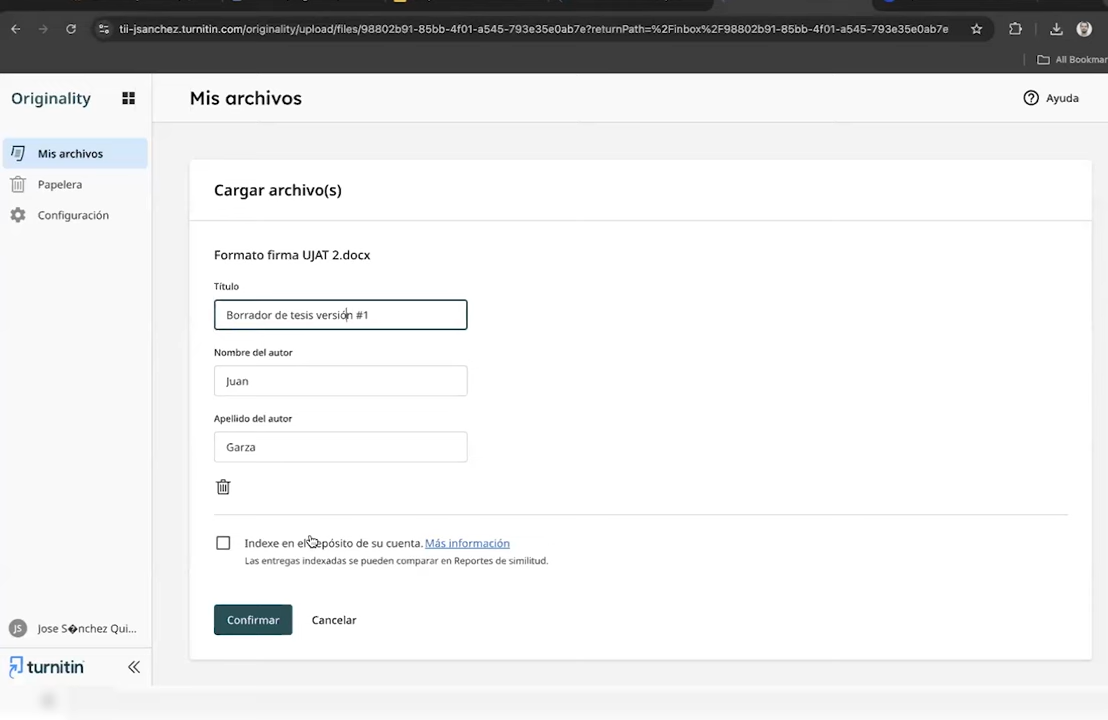 tii-jsanchez.turnitin.com/originality/upload/files/98802b91-85bb-4f01-a545-793e35e0ab7e?returnPath=%2Finbox%2F98802b91-85bb-4f01-a545-793e35e0ab7e
All Bookmar
Originality
Mis archivos
Ayuda
Mis archivos
Papelera
Configuración
Cargar archivo(s)
Formato firma UJAT 2.docx
Título
Borrador de tesis versión #1
Nombre del autor
Juan
Apellido del autor
Garza
Indexe en el depósito de su cuenta. Más información
Las entregas indexadas se pueden comparar en Reportes de similitud.
Confirmar
Cancelar
JS
Jose S�nchez Qui...
turnitin